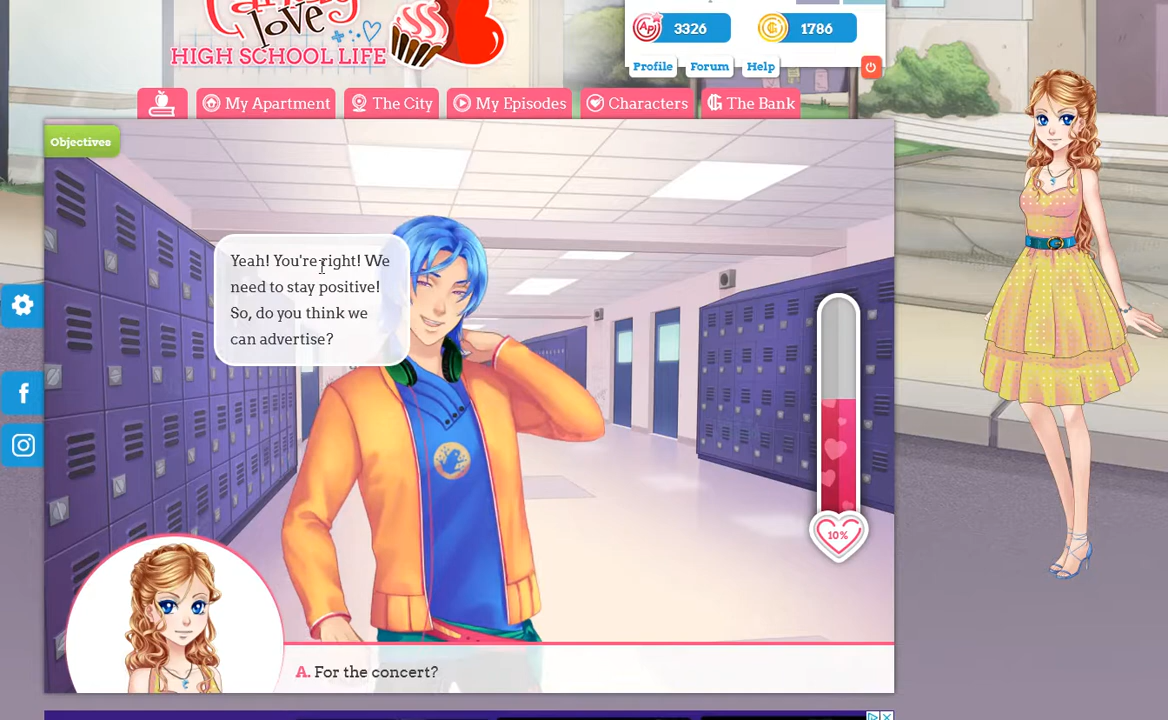 love
HIGH SCHOOL LIFE
3326
1786
Profile
Forum
Help
My Apartment
The City
My Episodes
Characters
The Bank
Objectives
Yeah! You're right! We
need to stay positive!
So, do you think we
can advertise?
10%
A. For the concert?